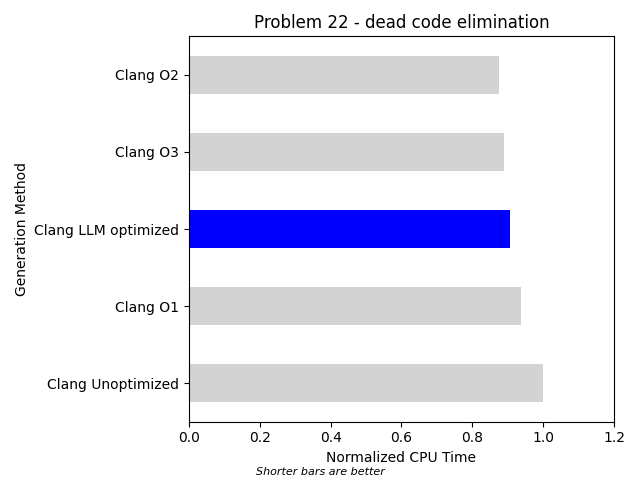 Problem 22 - dead code elimination
Generation Method
Clang O2
Clang O3
Clang LLM optimized
Clang O1
Clang Unoptimized
0.0 0.2 0.4 0.6 0.8 1.0 1.2
Normalized CPU Time
Shorter bars are better